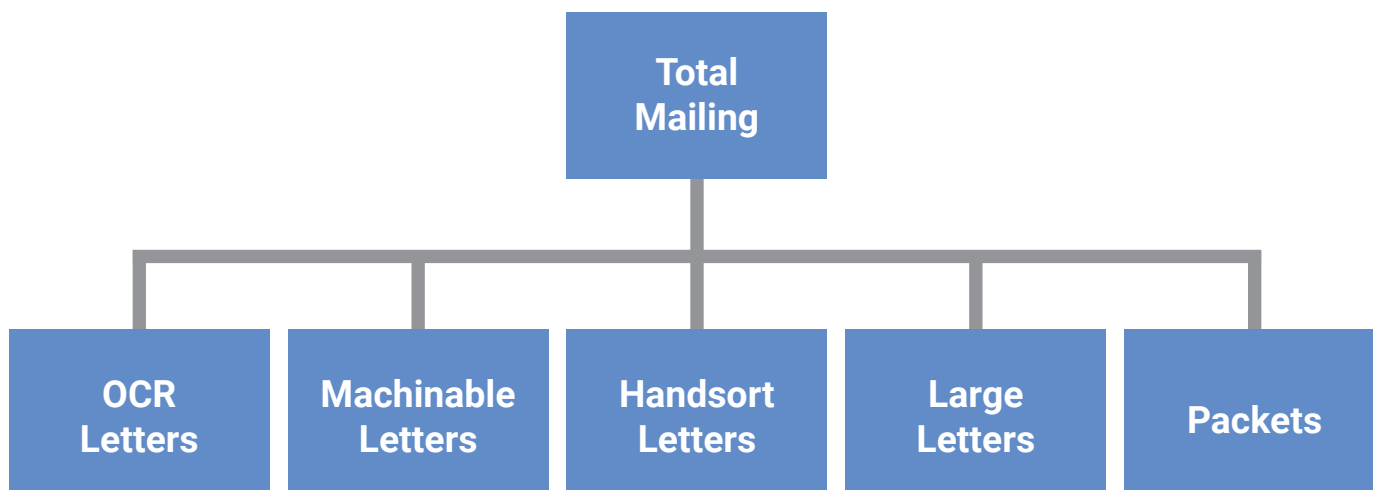 Total
Mailing
OCR
Letters
Machinable
Letters
Handsort
Letters
Large
Letters
Packets